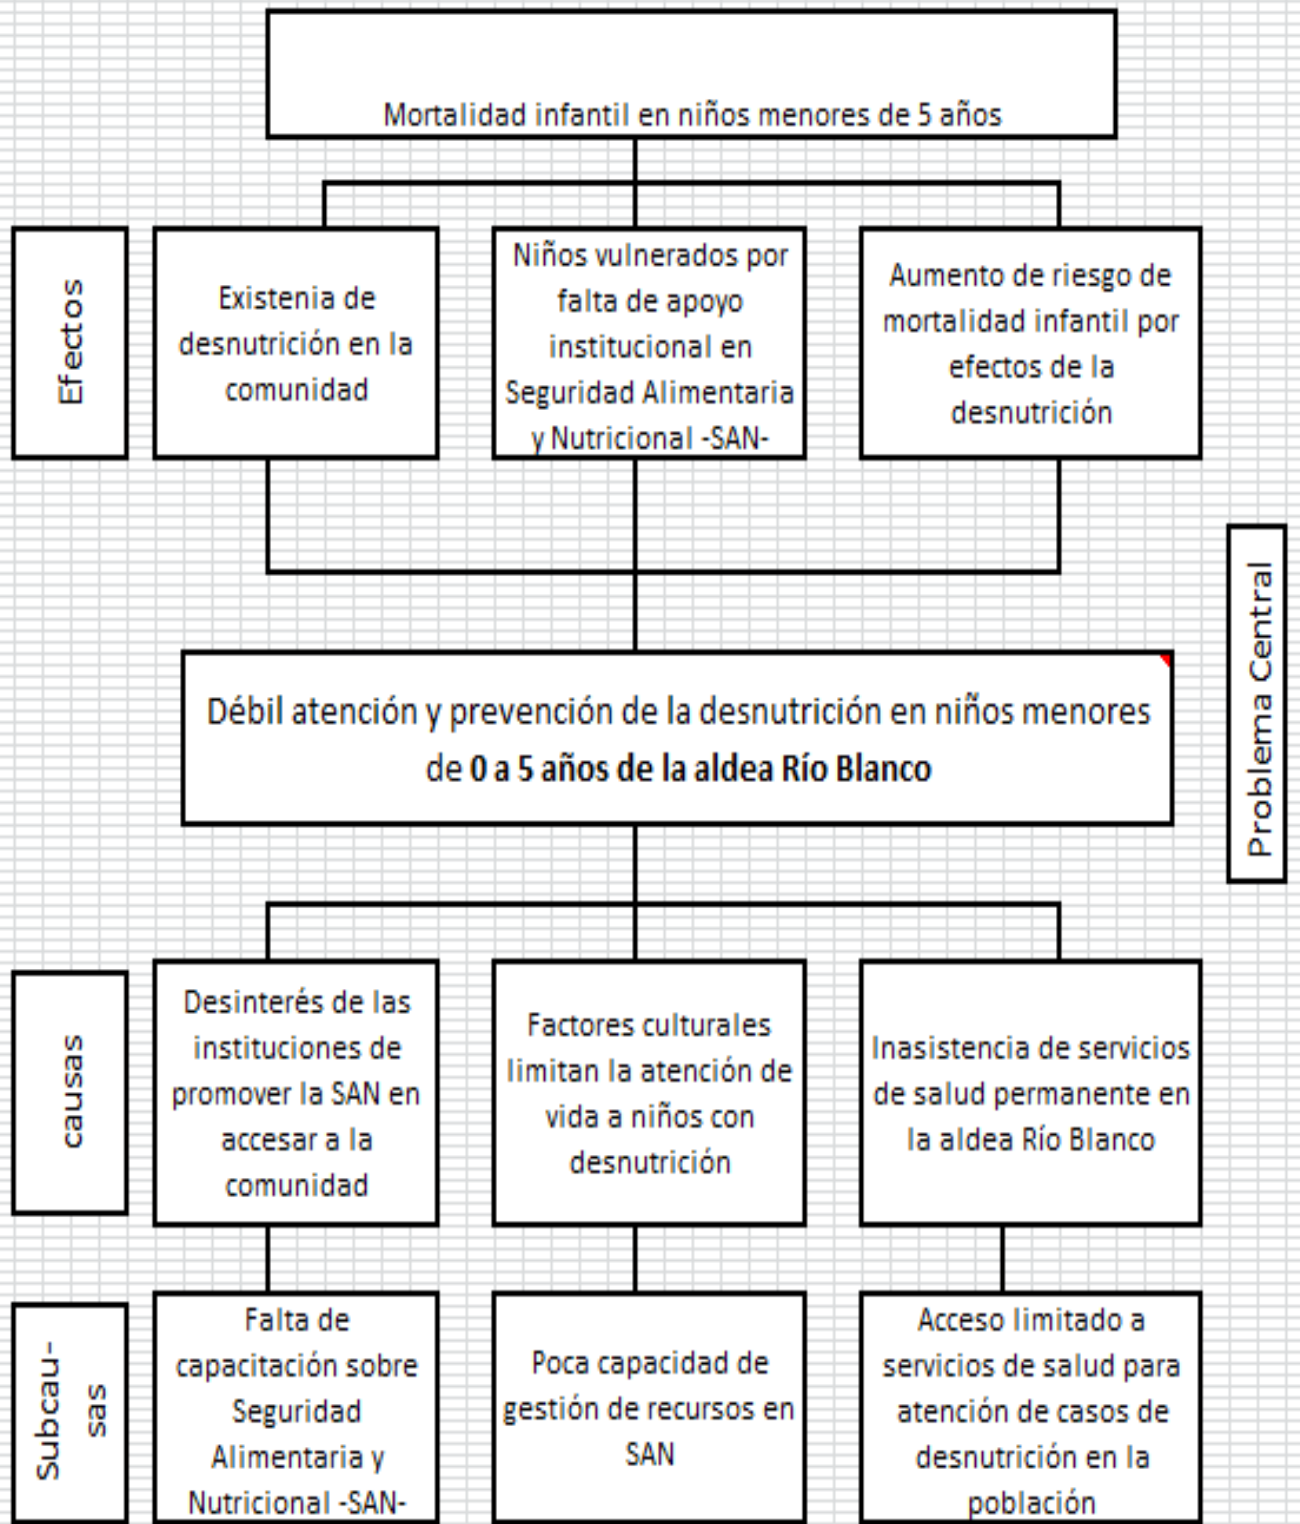 Mortalidad infantil en niños menores de 5 años
Efectos
Existenia de
desnutrición en la
comunidad
Niños vulnerados por
falta de apoyo
institucional en
Seguridad Alimentaria
y Nutricional -SAN-
Aumento de riesgo de
mortalidad infantil por
efectos de la
desnutrición
Problema Central
Débil atención y prevención de la desnutrición en niños menores
de 0 a 5 años de la aldea Río Blanco
causas
Desinterés de las
instituciones de
promover la SAN en
accesar a la
comunidad
Factores culturales
limitan la atención de
vida a niños con
desnutrición
Inasistencia de servicios
de salud permanente en
la aldea Río Blanco
Subcau-
sas
Falta de
capacitación sobre
Seguridad
Alimentaria y
Nutricional -SAN-
Poca capacidad de
gestión de recursos en
SAN
Acceso limitado a
servicios de salud para
atención de casos de
desnutrición en la
población